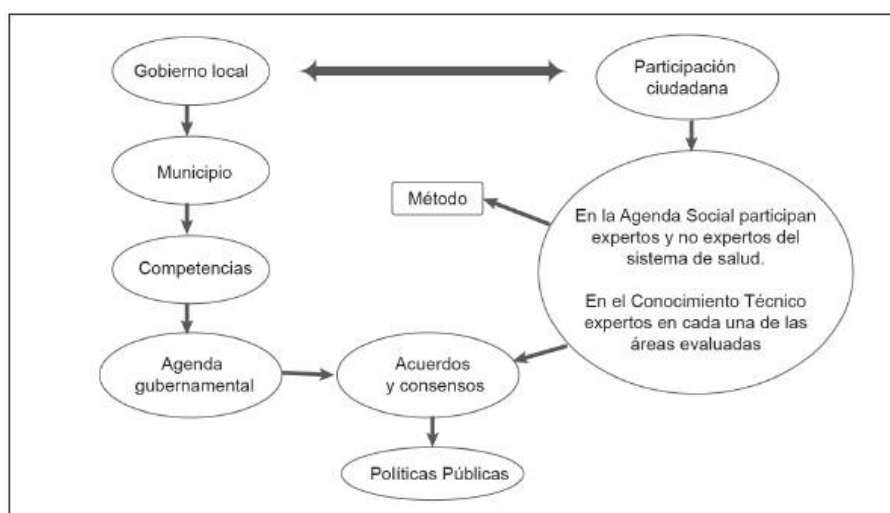 Gobierno local
Participación
ciudadana
Municipio
Método
En la Agenda Social participan
expertos y no expertos del
sistema de salud.
En el Conocimiento Técnico
expertos en cada una de las
áreas evaluadas
Competencias
Agenda
gubernamental
Acuerdos
y consensos
Políticas Públicas